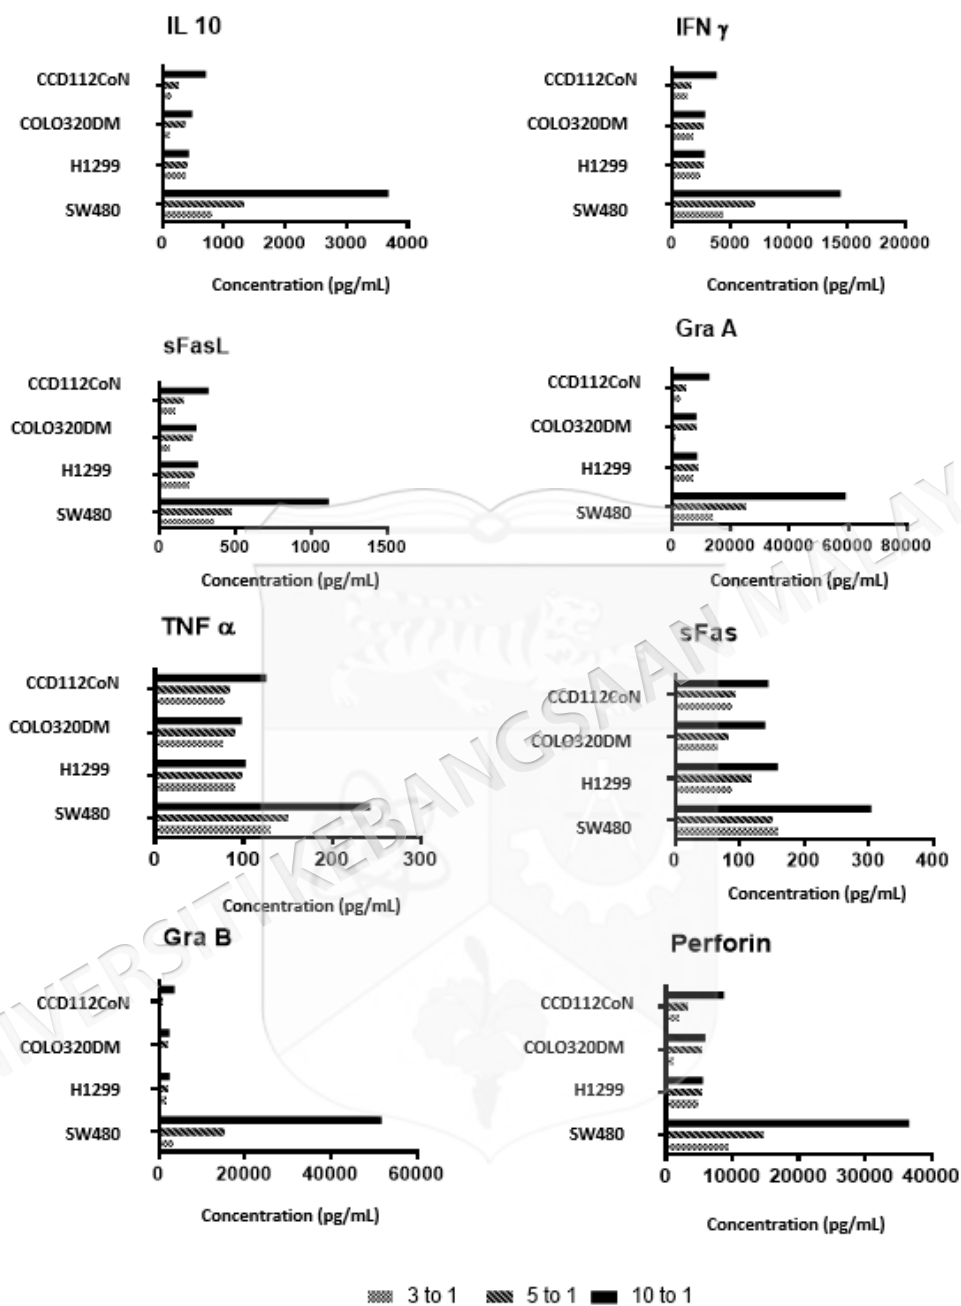 IL 10
CCD112CoN
COLO320DM
H1299
SW480
0 1000 2000 3000 4000
Concentration (pg/mL)
IFN γ
CCD112CoN
COLO320DM
H1299
SW480
0 5000 10000 15000 20000
Concentration (pg/mL)
sFasL
CCD112CoN
COLO320DM
H1299
SW480
0 500 1000 1500
Concentration (pg/mL)
Gra A
CCD112CoN
COLO320DM
H1299
SW480
0 20000 40000 60000 80000
Concentration (pg/mL)
TNF α
CCD112CoN
COLO320DM
H1299
SW480
0 100 200 300
Concentration (pg/mL)
sFas
CCD112CoN
COLO320DM
H1299
SW480
0 100 200 300 400
Concentration (pg/mL)
Gra B
CCD112CoN
COLO320DM
H1299
SW480
0 20000 40000 60000
Concentration (pg/mL)
Perforin
CCD112CoN
COLO320DM
H1299
SW480
0 10000 20000 30000 40000
Concentration (pg/mL)
3 to 1 5 to 1 10 to 1
NIVERSITI KEBANGSAAN MALAY